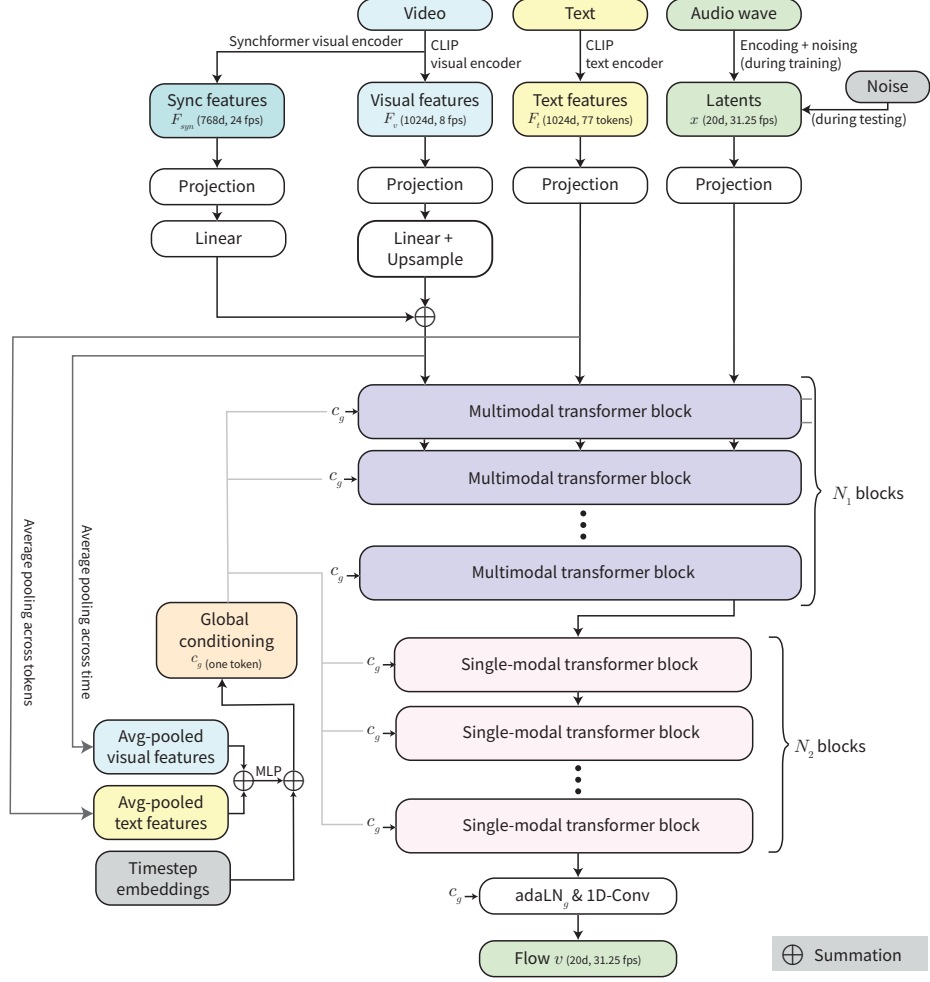 Video
Text
Audio wave
Synchformer visual encoder
CLIP
visual encoder
CLIP
text encoder
Encoding + noising
(during training)
Noise
(during testing)
Sync features
F_syn (768d, 24 fps)
Visual features
F_v (1024d, 8 fps)
Text features
F_t (1024d, 77 tokens)
Latents
x (20d, 31.25 fps)
Projection
Projection
Projection
Projection
Linear
Linear +
Upsample
c_g
Multimodal transformer block
c_g
Multimodal transformer block
N_1 blocks
c_g
Multimodal transformer block
Average pooling across tokens
Average pooling across time
Global
conditioning
c_g (one token)
c_g
Single-modal transformer block
c_g
Single-modal transformer block
N_2 blocks
c_g
Single-modal transformer block
Avg-pooled
visual features
MLP
Avg-pooled
text features
Timestep
embeddings
c_g
adaLN_g & 1D-Conv
Flow v (20d, 31.25 fps)
Summation